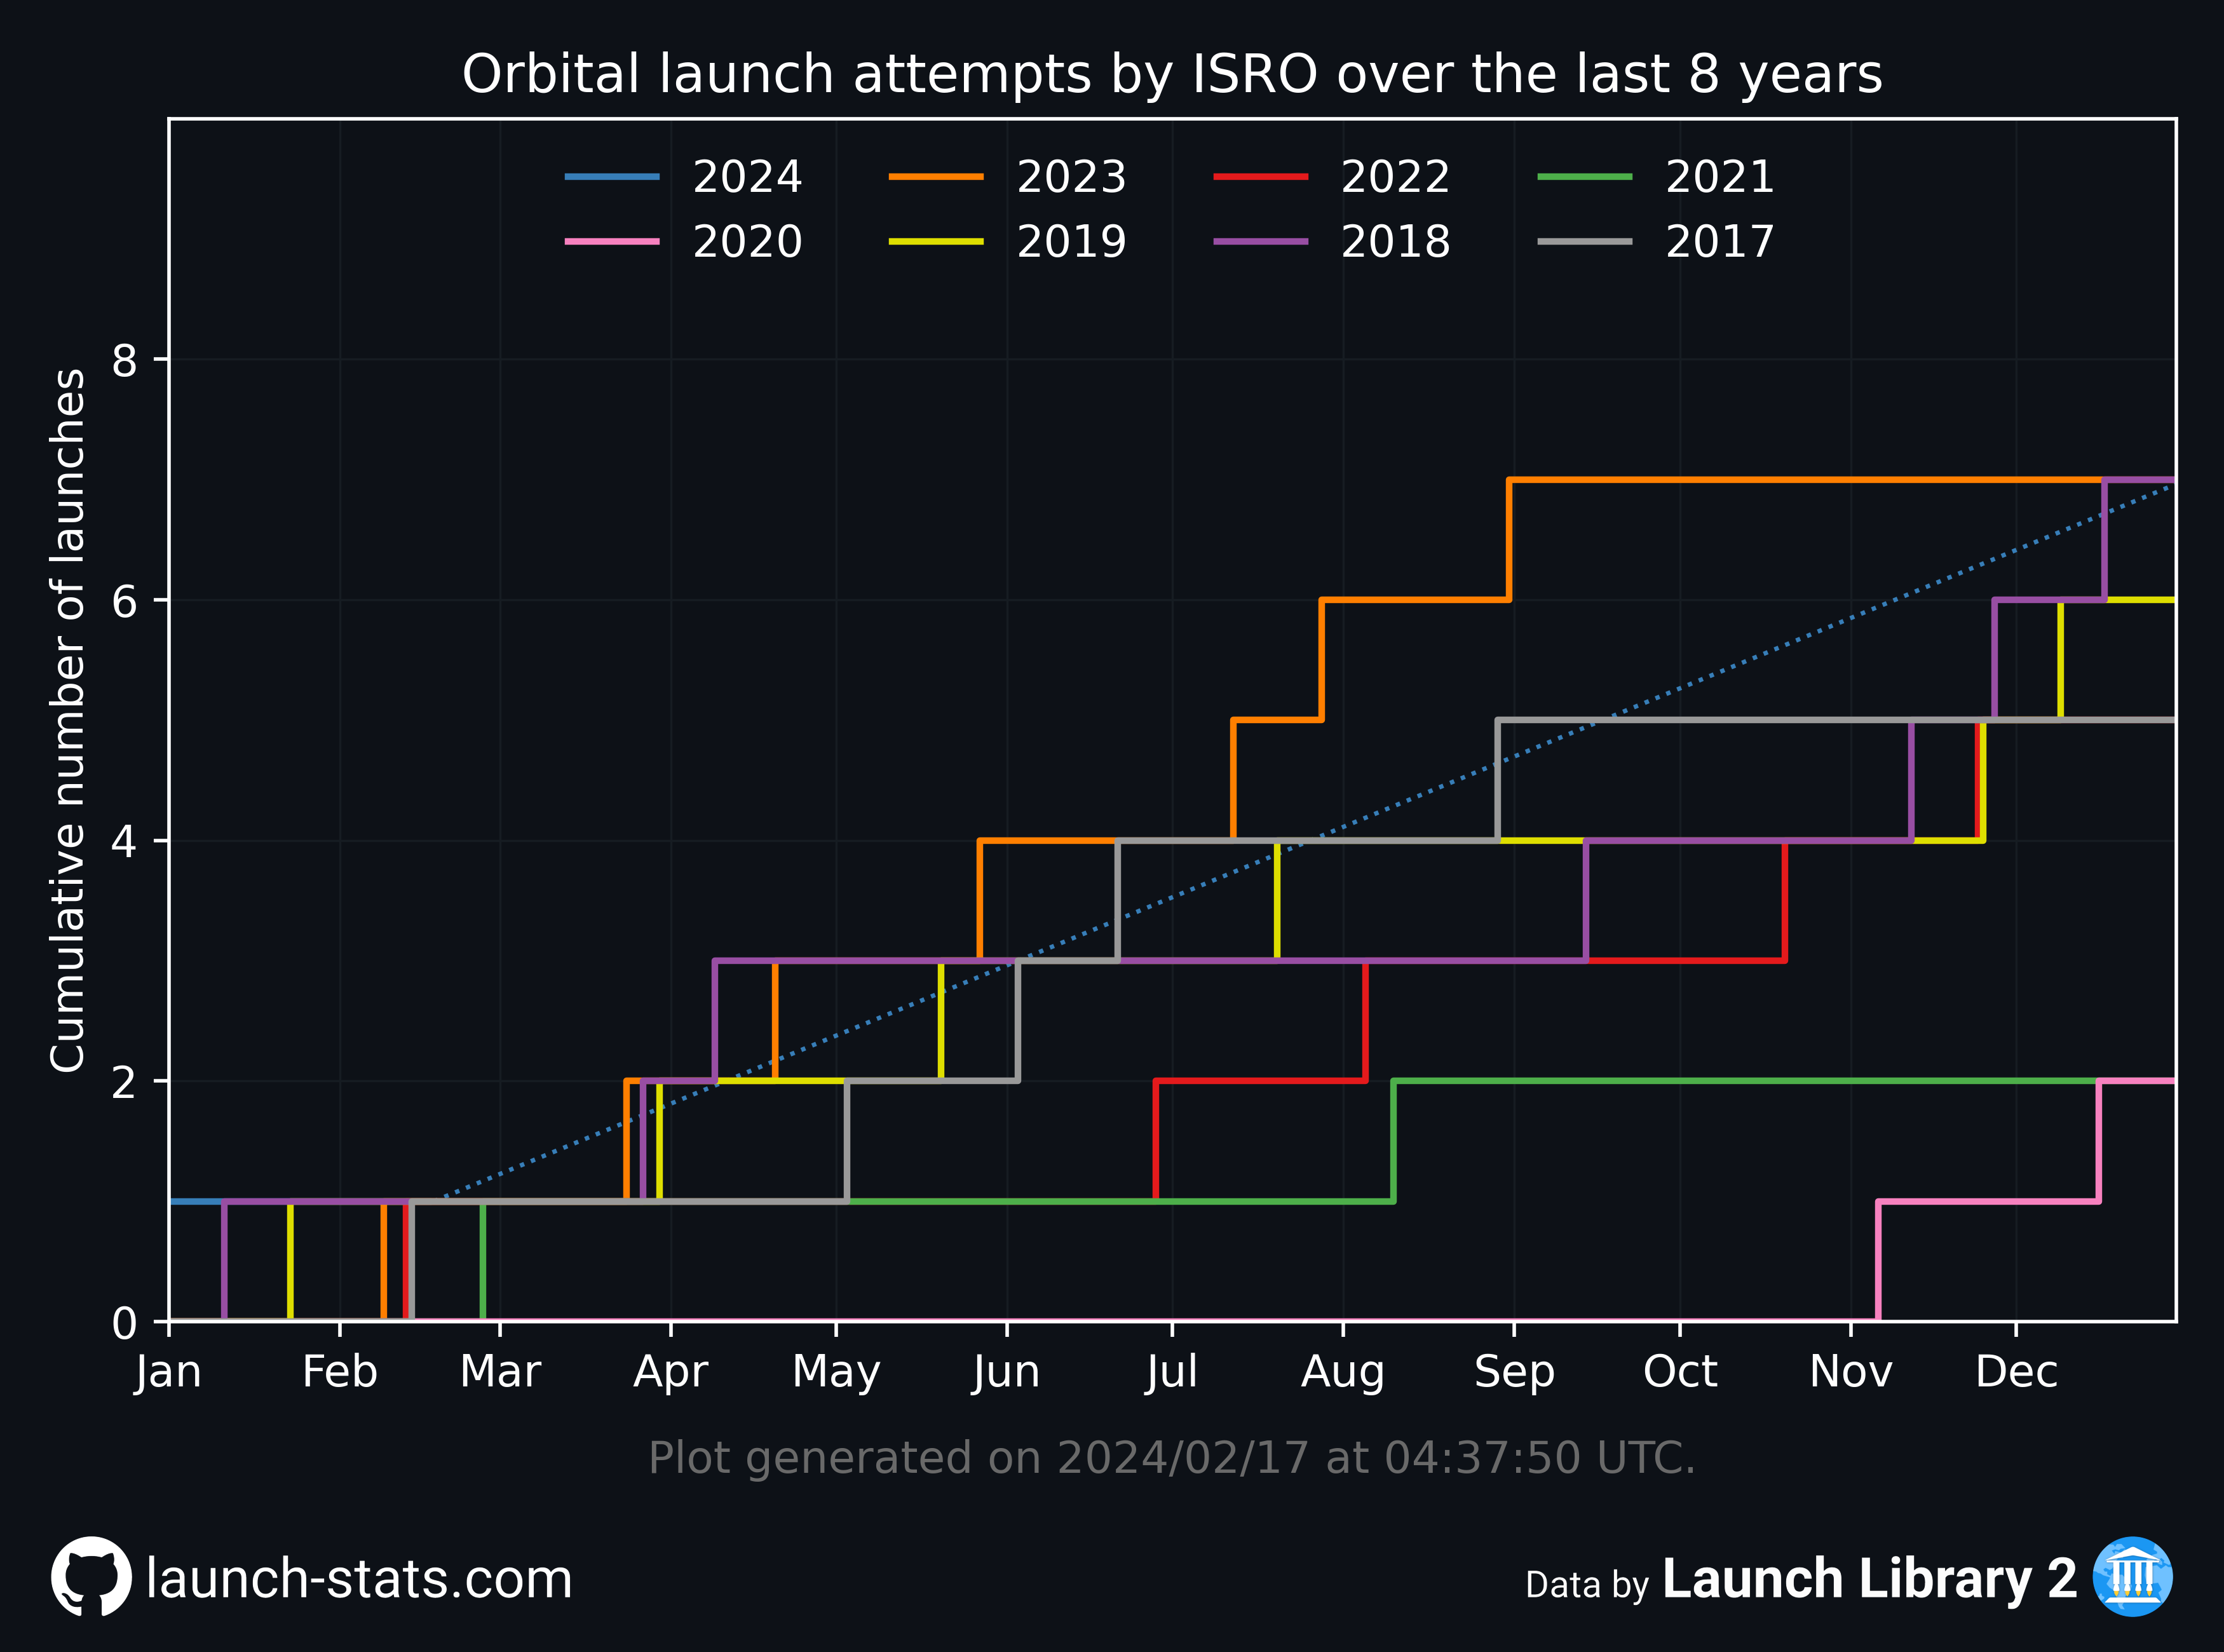 Orbital launch attempts by ISRO over the last 8 years
2024 2023 2022 2021
2020 2019 2018 2017
Cumulative number of launches
8
6
4
2
0
Jan Feb Mar Apr May Jun Jul Aug Sep Oct Nov Dec
Plot generated on 2024/02/17 at 04:37:50 UTC.
launch-stats.com
Data by Launch Library 2